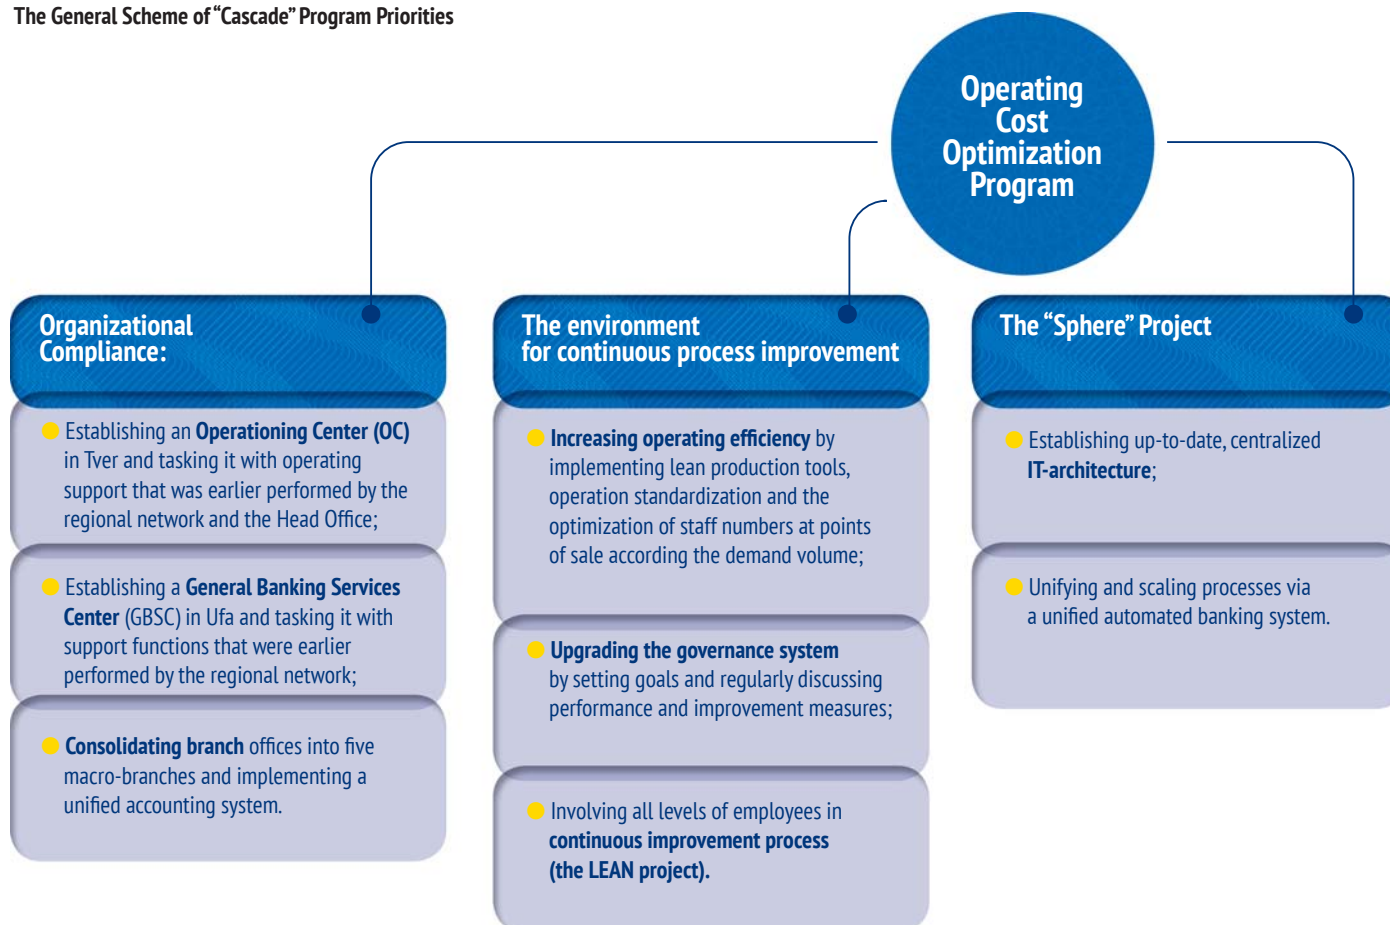 The General Scheme of “Cascade” Program Priorities
Operating
Cost
Optimization
Program
Organizational
Compliance:
Establishing an Operationing Center (OC)
in Tver and tasking it with operating
support that was earlier performed by the
regional network and the Head Office;
Establishing a General Banking Services
Center (GBSC) in Ufa and tasking it with
support functions that were earlier
performed by the regional network;
Consolidating branch offices into five
macro-branches and implementing a
unified accounting system.
The environment
for continuous process improvement
Increasing operating efficiency by
implementing lean production tools,
operation standardization and the
optimization of staff numbers at points
of sale according the demand volume;
Upgrading the governance system
by setting goals and regularly discussing
performance and improvement measures;
Involving all levels of employees in
continuous improvement process
(the LEAN project).
The “Sphere” Project
Establishing up-to-date, centralized
IT-architecture;
Unifying and scaling processes via
a unified automated banking system.